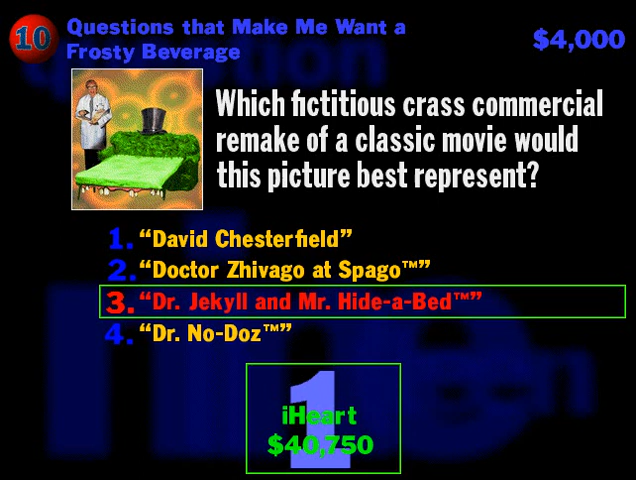 10
Questions that Make Me Want a
Frosty Beverage
$4,000
Which fictitious crass commercial
remake of a classic movie would
this picture best represent?
1. “David Chesterfield”
2. “Doctor Zhivago at Spago™”
3. “Dr. Jekyll and Mr. Hide-a-Bed™”
4. “Dr. No-Doz™”
1
iHeart
$40,750